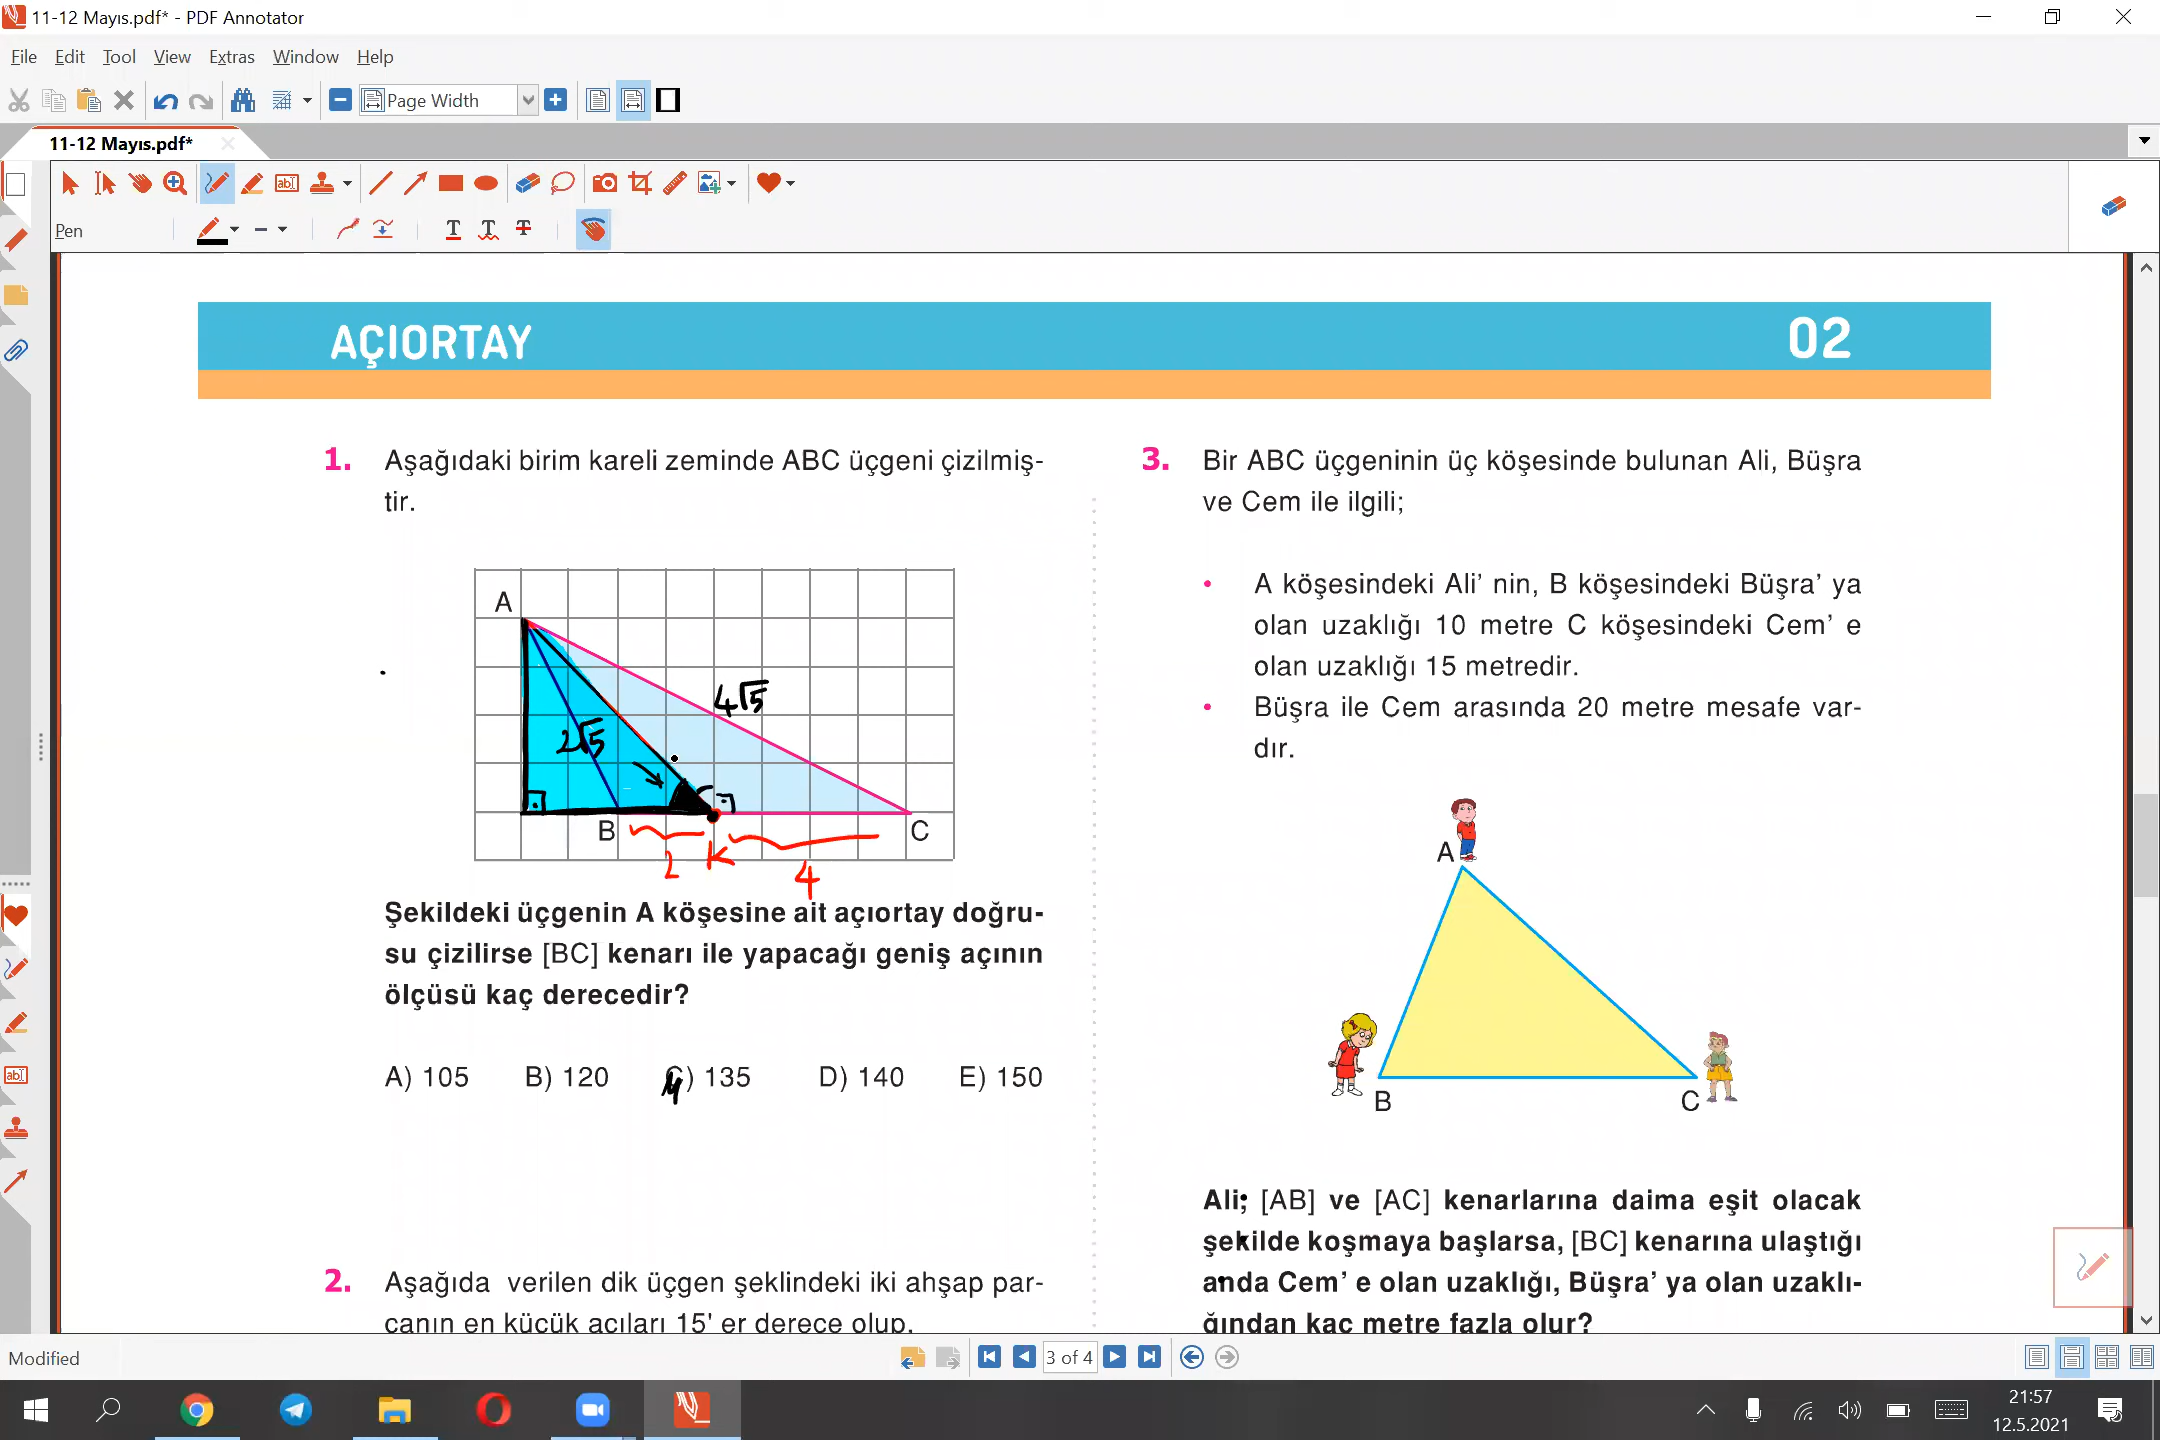 11-12 Mayıs.pdf* - PDF Annotator
File Edit Tool View Extras Window Help
Page Width
11-12 Mayıs.pdf*
Pen
AÇIORTAY 02
1. Aşağıdaki birim kareli zeminde ABC üçgeni çizilmiş-
tir.
A
4√5
2√5
B C
2 K 4
Şekildeki üçgenin A köşesine ait açıortay doğru-
su çizilirse [BC] kenarı ile yapacağı geniş açının
ölçüsü kaç derecedir?
A) 105 B) 120 C) 135 D) 140 E) 150
2. Aşağıda verilen dik üçgen şeklindeki iki ahşap par-
çanın en küçük açıları 15' er derece olup,
3. Bir ABC üçgeninin üç köşesinde bulunan Ali, Büşra
ve Cem ile ilgili;
• A köşesindeki Ali' nin, B köşesindeki Büşra' ya
olan uzaklığı 10 metre C köşesindeki Cem' e
olan uzaklığı 15 metredir.
• Büşra ile Cem arasında 20 metre mesafe var-
dır.
A
B C
Ali; [AB] ve [AC] kenarlarına daima eşit olacak
şekilde koşmaya başlarsa, [BC] kenarına ulaştığı
anda Cem' e olan uzaklığı, Büşra' ya olan uzaklı-
ğından kaç metre fazla olur?
Modified
3 of 4
21:57
12.5.2021